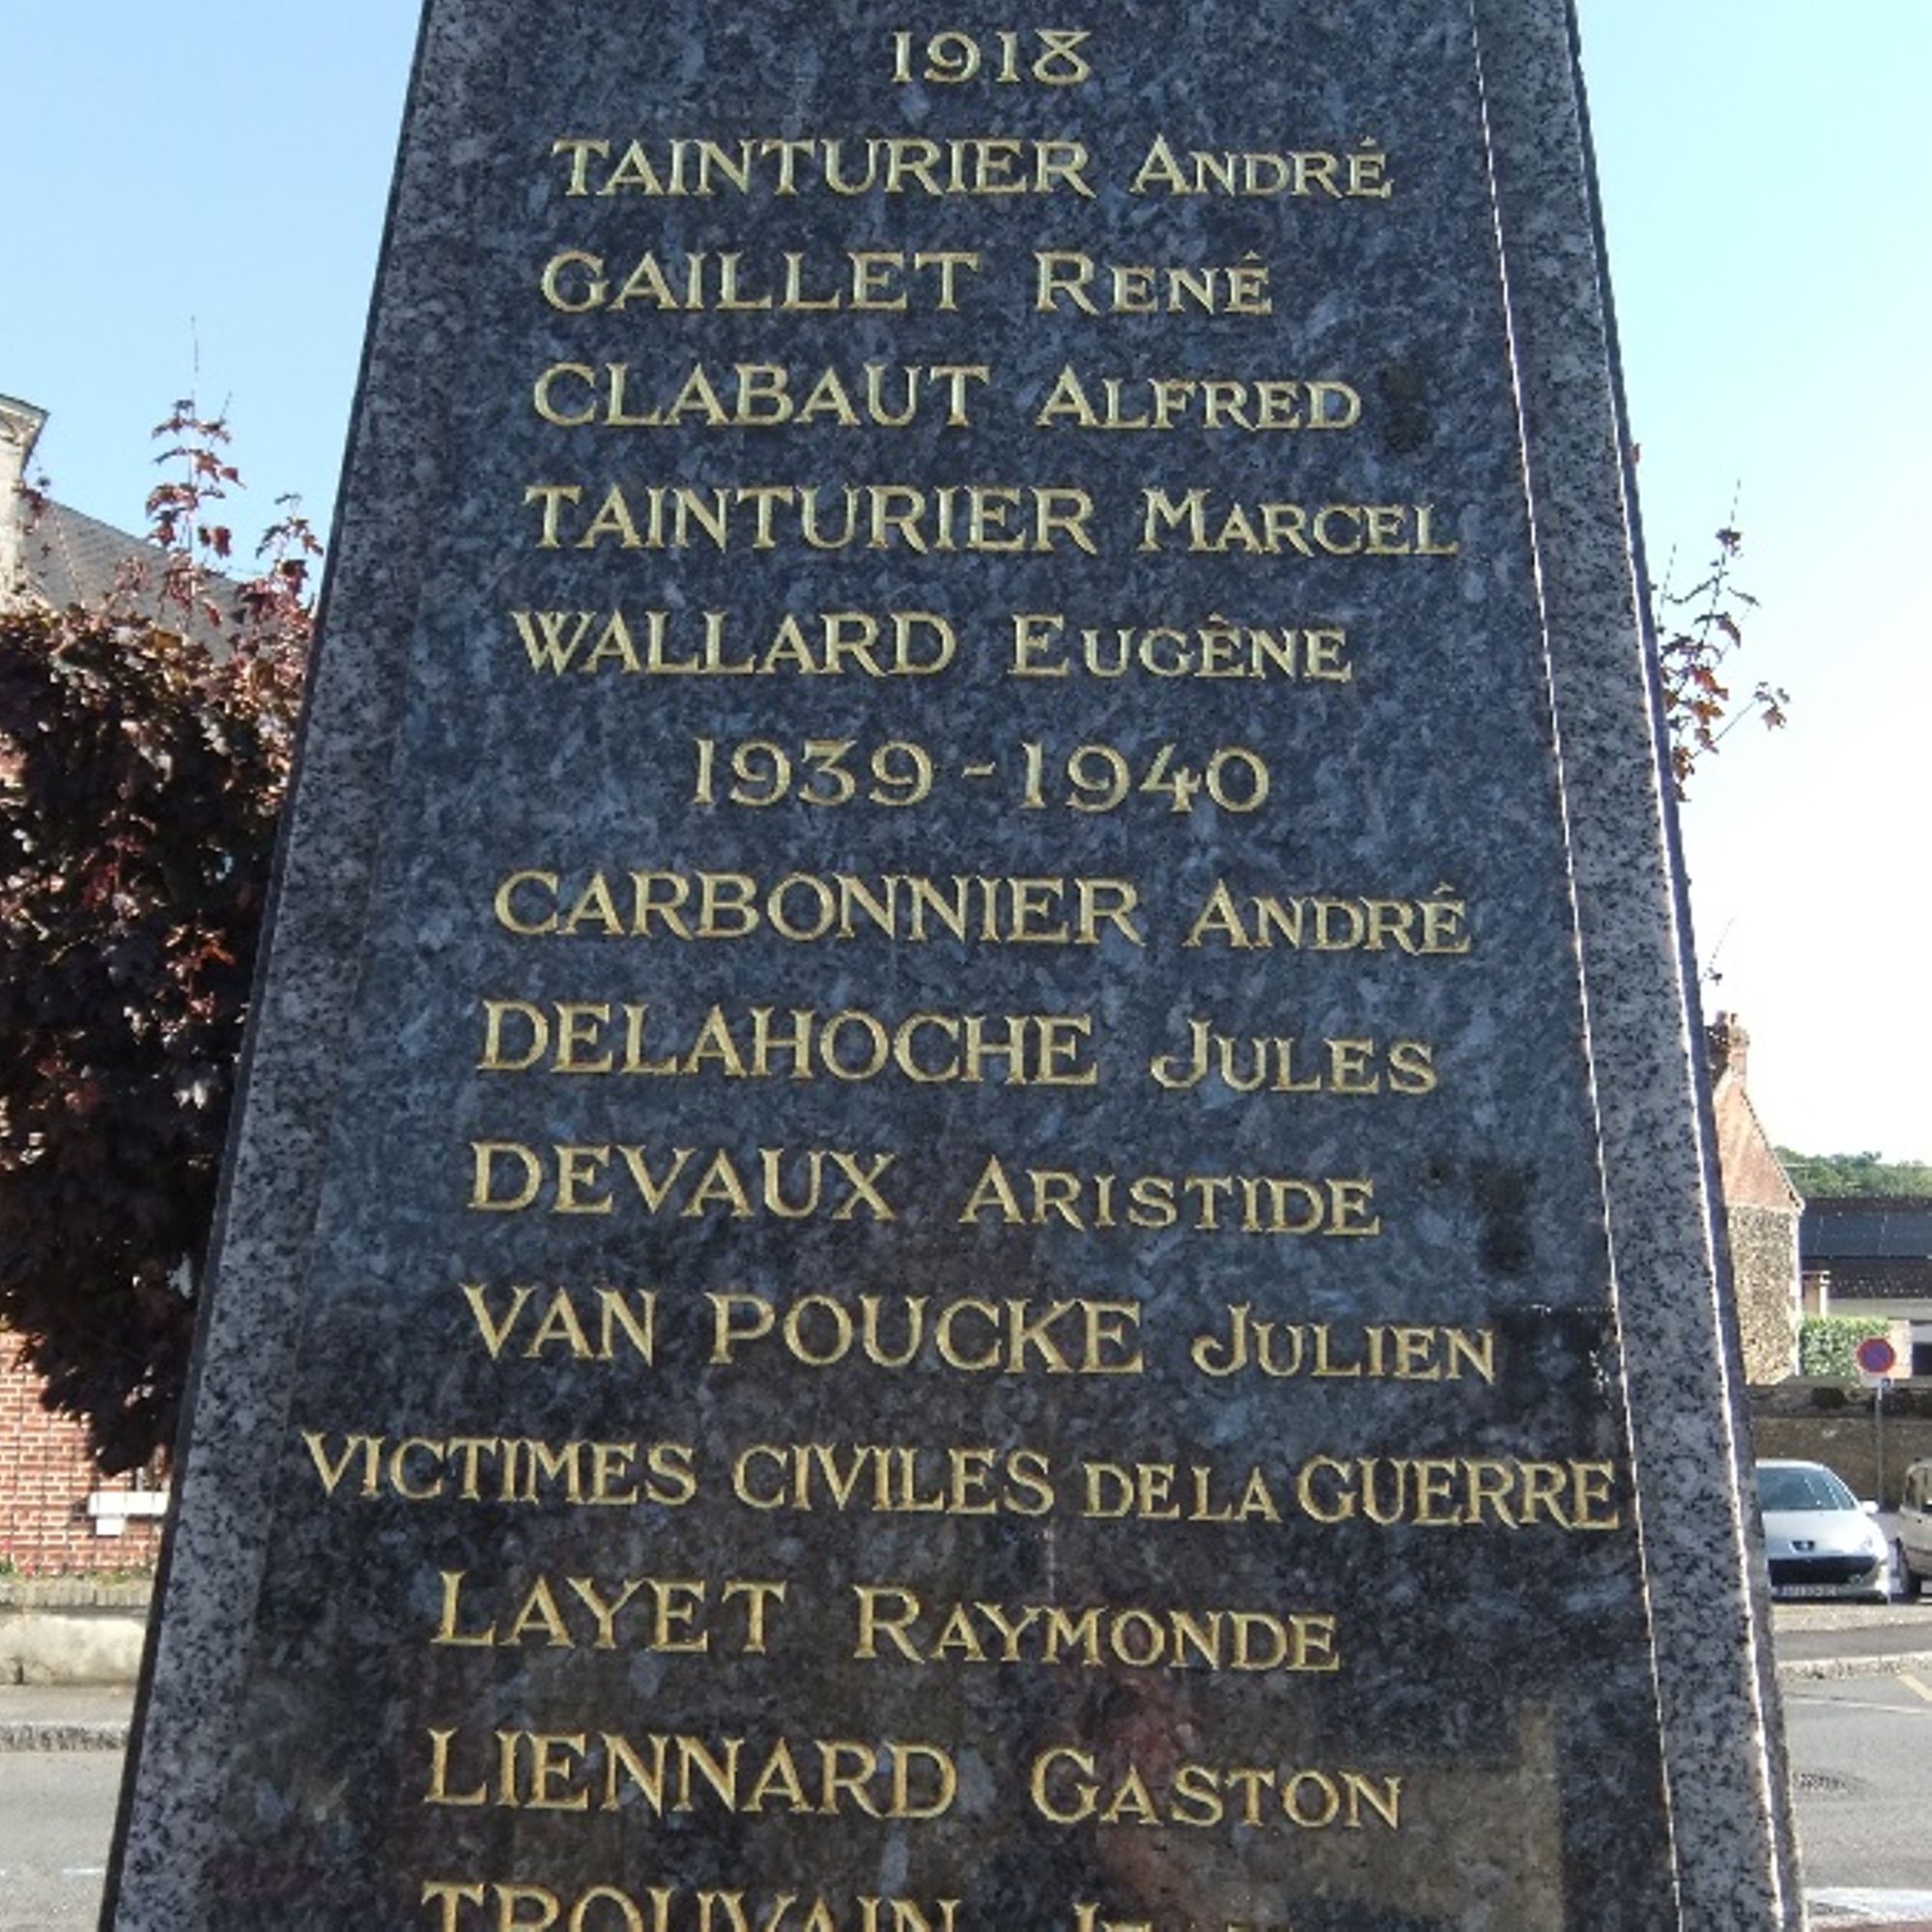 1918
TAINTURIER ANDRÉ
GAILLET RENÉ
CLABAUT ALFRED
TAINTURIER MARCEL
WALLARD EUGÈNE
1939-1940
CARBONNIER ANDRÉ
DELAHOCHE JULES
DEVAUX ARISTIDE
VAN POUCKE JULIEN
VICTIMES CIVILES DE LA GUERRE
LAYET RAYMONDE
LIENNARD GASTON
TROUVAIN